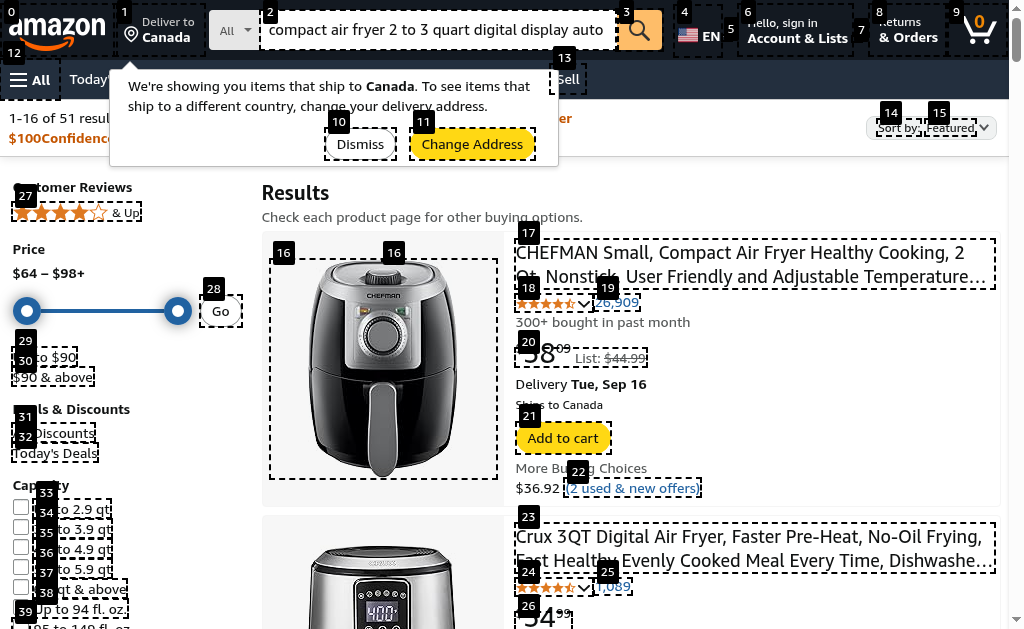 amazon
Deliver to
Canada
All
compact air fryer 2 to 3 quart digital display auto
EN
Hello, sign in
Account & Lists
Returns
& Orders
0
All
Sell
We're showing you items that ship to Canada. To see items that
ship to a different country, change your delivery address.
Dismiss
Change Address
1-16 of 51
$100
Sort by: Featured
Customer Reviews
& Up
Price
$64 – $98+
Go
to $90
$90 & above
Deals & Discounts
Discounts
Today's Deals
Capacity
to 2.9 qt
to 3.9 qt
to 4.9 qt
to 5.9 qt
qt & above
Up to 94 fl. oz.
95 to 149 fl. oz.
Results
Check each product page for other buying options.
CHEFMAN
CHEFMAN Small, Compact Air Fryer Healthy Cooking, 2
Qt, Nonstick, User Friendly and Adjustable Temperature…
26,909
300+ bought in past month
38 09 List: $44.99
Delivery Tue, Sep 16
Ships to Canada
Add to cart
More Buying Choices
$36.92 (2 used & new offers)
400
Crux 3QT Digital Air Fryer, Faster Pre-Heat, No-Oil Frying,
Fast Healthy Evenly Cooked Meal Every Time, Dishwashe…
1,089
54 99
0
1
2
3
4
5
6
7
8
9
10
11
12
13
14
15
16
16
17
18
19
20
21
22
23
24
25
26
27
28
29
30
31
32
33
34
35
36
37
38
39